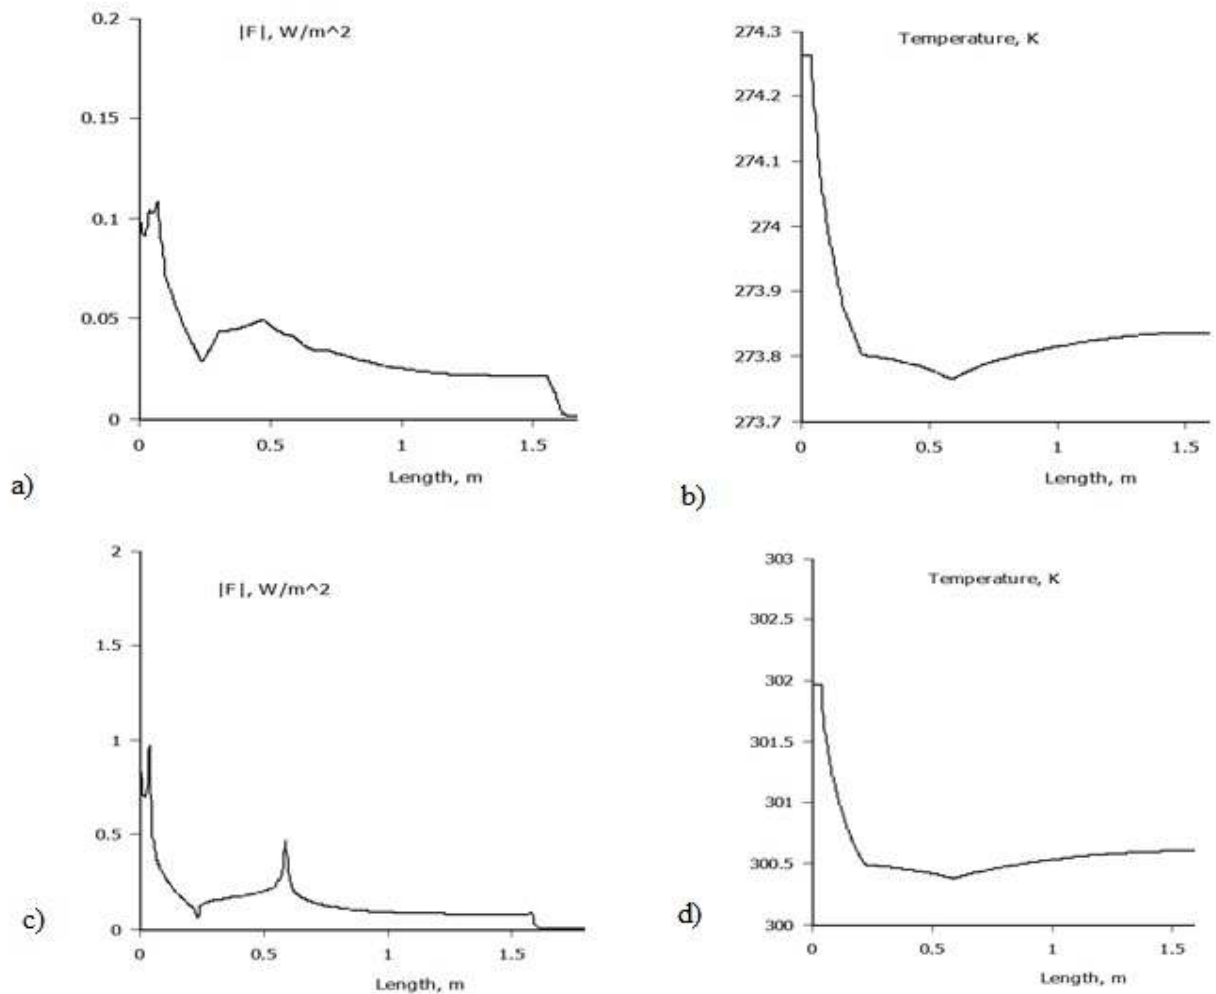 |F|, W/m^2
0.2
0.15
0.1
0.05
0
0 0.5 1 1.5
Length, m
a)
Temperature, K
274.3
274.2
274.1
274
273.9
273.8
273.7
0 0.5 1 1.5
Length, m
b)
|F|, W/m^2
2
1.5
1
0.5
0
0 0.5 1 1.5
Length, m
c)
Temperature, K
303
302.5
302
301.5
301
300.5
300
0 0.5 1 1.5
Length, m
d)